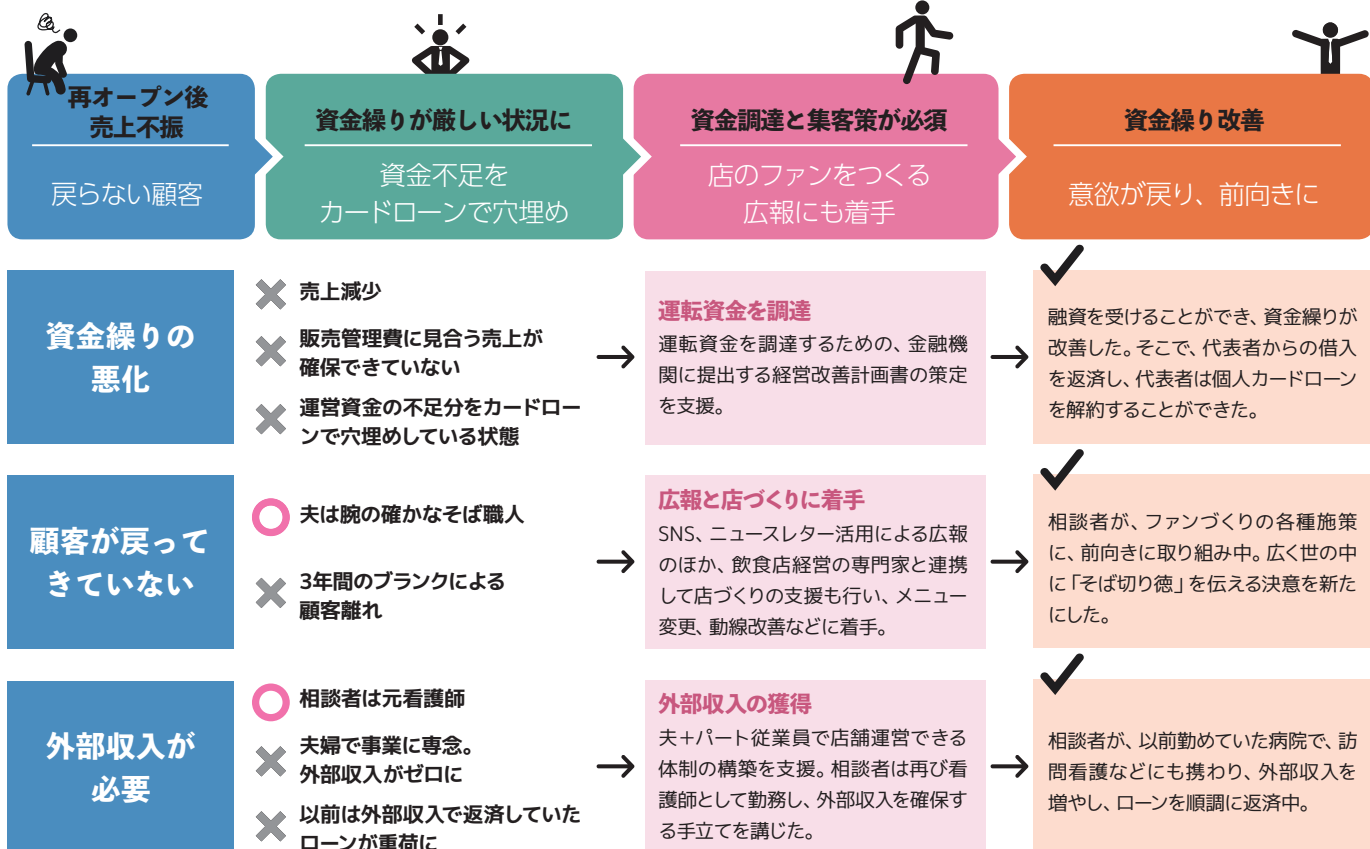 再オープン後
売上不振
戻らない顧客
資金繰りが厳しい状況に
資金不足を
カードローンで穴埋め
資金調達と集客策が必須
店のファンをつくる
広報にも着手
資金繰り改善
意欲が戻り、前向きに
資金繰りの
悪化
売上減少
販売管理費に見合う売上が
確保できていない
運営資金の不足分をカードロー
ンで穴埋めしている状態
運転資金を調達
運転資金を調達するための、金融機
関に提出する経営改善計画書の策定
を支援。
融資を受けることができ、資金繰りが
改善した。そこで、代表者からの借入
を返済し、代表者は個人カードローン
を解約することができた。
顧客が戻って
きていない
夫は腕の確かなそば職人
3年間のブランクによる
顧客離れ
広報と店づくりに着手
SNS、ニュースレター活用による広報
のほか、飲食店経営の専門家と連携
して店づくりの支援も行い、メニュー
変更、動線改善などに着手。
相談者が、ファンづくりの各種施策
に、前向きに取り組み中。広く世の中
に「そば切り徳」を伝える決意を新た
にした。
外部収入が
必要
相談者は元看護師
夫婦で事業に専念。
外部収入がゼロに
以前は外部収入で返済していた
ローンが重荷に
外部収入の獲得
夫＋パート従業員で店舗運営できる
体制の構築を支援。相談者は再び看
護師として勤務し、外部収入を確保す
る手立てを講じた。
相談者が、以前勤めていた病院で、訪
問看護などにも携わり、外部収入を
増やし、ローンを順調に返済中。